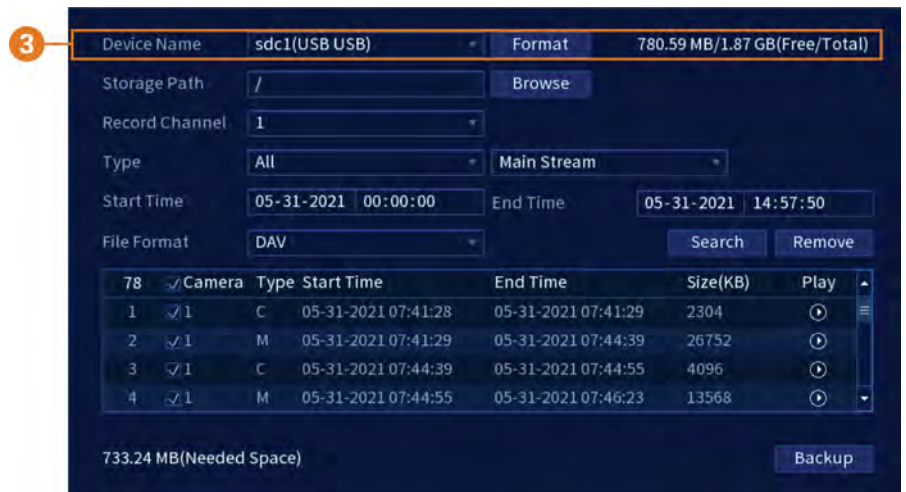 3 Device Name sdc1(USB USB) Format 780.59 MB/1.87 GB(Free/Total)
Storage Path / Browse
Record Channel 1
Type All Main Stream
Start Time 05-31-2021 00:00:00 End Time 05-31-2021 14:57:50
File Format DAV Search Remove
78 Camera Type Start Time End Time Size(KB) Play
1 1 C 05-31-2021 07:41:28 05-31-2021 07:41:29 2304
2 1 M 05-31-2021 07:41:29 05-31-2021 07:44:39 26752
3 1 C 05-31-2021 07:44:39 05-31-2021 07:44:55 4096
4 1 M 05-31-2021 07:44:55 05-31-2021 07:46:23 13568
733.24 MB(Needed Space) Backup